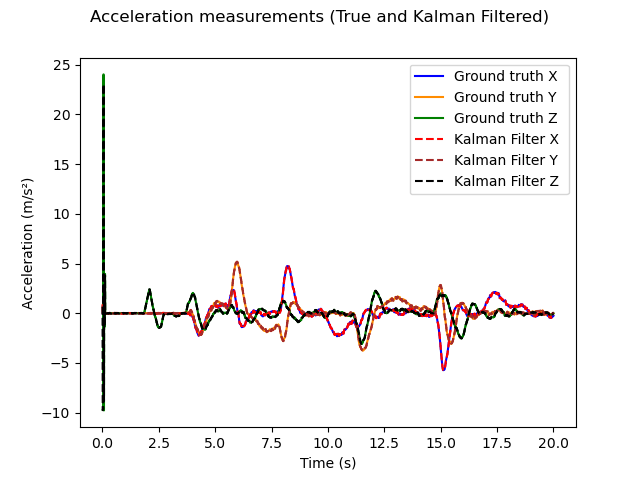 Acceleration measurements (True and Kalman Filtered)
25
20
15
10
5
0
−5
−10
Acceleration (m/s²)
Ground truth X
Ground truth Y
Ground truth Z
Kalman Filter X
Kalman Filter Y
Kalman Filter Z
0.0 2.5 5.0 7.5 10.0 12.5 15.0 17.5 20.0
Time (s)